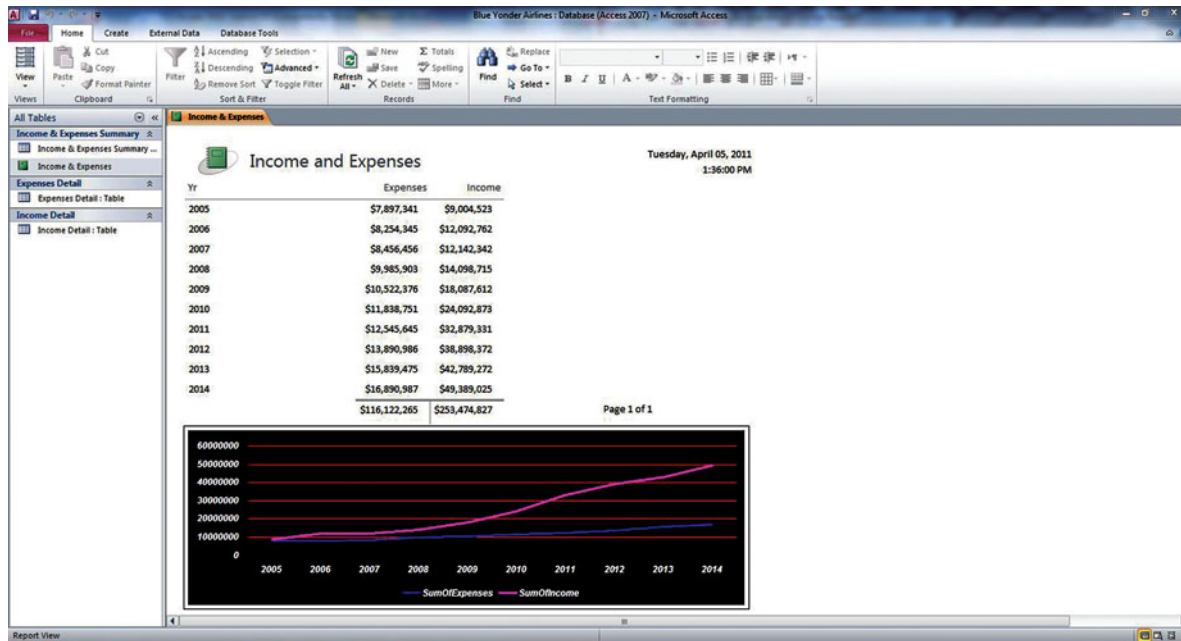 Blue Yonder Airlines : Database (Access 2007) - Microsoft Access
File Home Create External Data Database Tools
View
Views
Paste
Cut
Copy
Format Painter
Clipboard
Filter
Ascending
Descending
Remove Sort
Selection
Advanced
Toggle Filter
Sort & Filter
Refresh All
New
Save
Delete
Totals
Spelling
More
Records
Find
Replace
Go To
Select
Find
B I U A
Text Formatting
All Tables
Income & Expenses Summary
Income & Expenses Summary ...
Income & Expenses
Expenses Detail
Expenses Detail : Table
Income Detail
Income Detail : Table
Income & Expenses
Income and Expenses
Tuesday, April 05, 2011
1:36:00 PM
Yr Expenses Income
2005 $7,897,341 $9,004,523
2006 $8,254,345 $12,092,762
2007 $8,456,456 $12,142,342
2008 $9,985,903 $14,098,715
2009 $10,522,376 $18,087,612
2010 $11,838,751 $24,092,873
2011 $12,545,645 $32,879,331
2012 $13,890,986 $38,898,372
2013 $15,839,475 $42,789,272
2014 $16,890,987 $49,389,025
$116,122,265 $253,474,827
Page 1 of 1
60000000
50000000
40000000
30000000
20000000
10000000
0
2005 2006 2007 2008 2009 2010 2011 2012 2013 2014
SumOfExpenses SumOfIncome
Report View